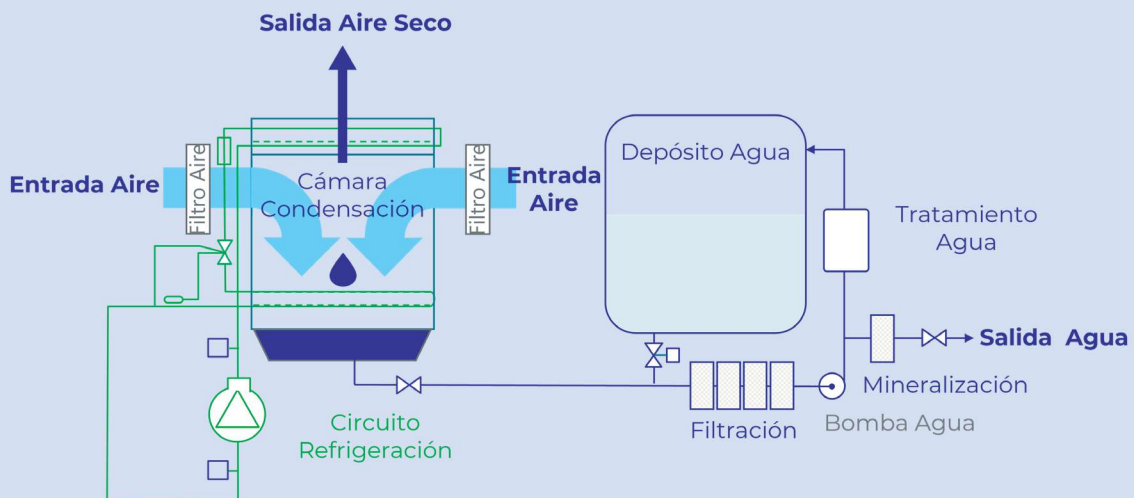 Salida Aire Seco
Entrada Aire
Filtro Aire
Cámara
Condensación
Filtro Aire
Entrada
Aire
Depósito Agua
Tratamiento
Agua
Salida Agua
Mineralización
Bomba Agua
Filtración
Circuito
Refrigeración